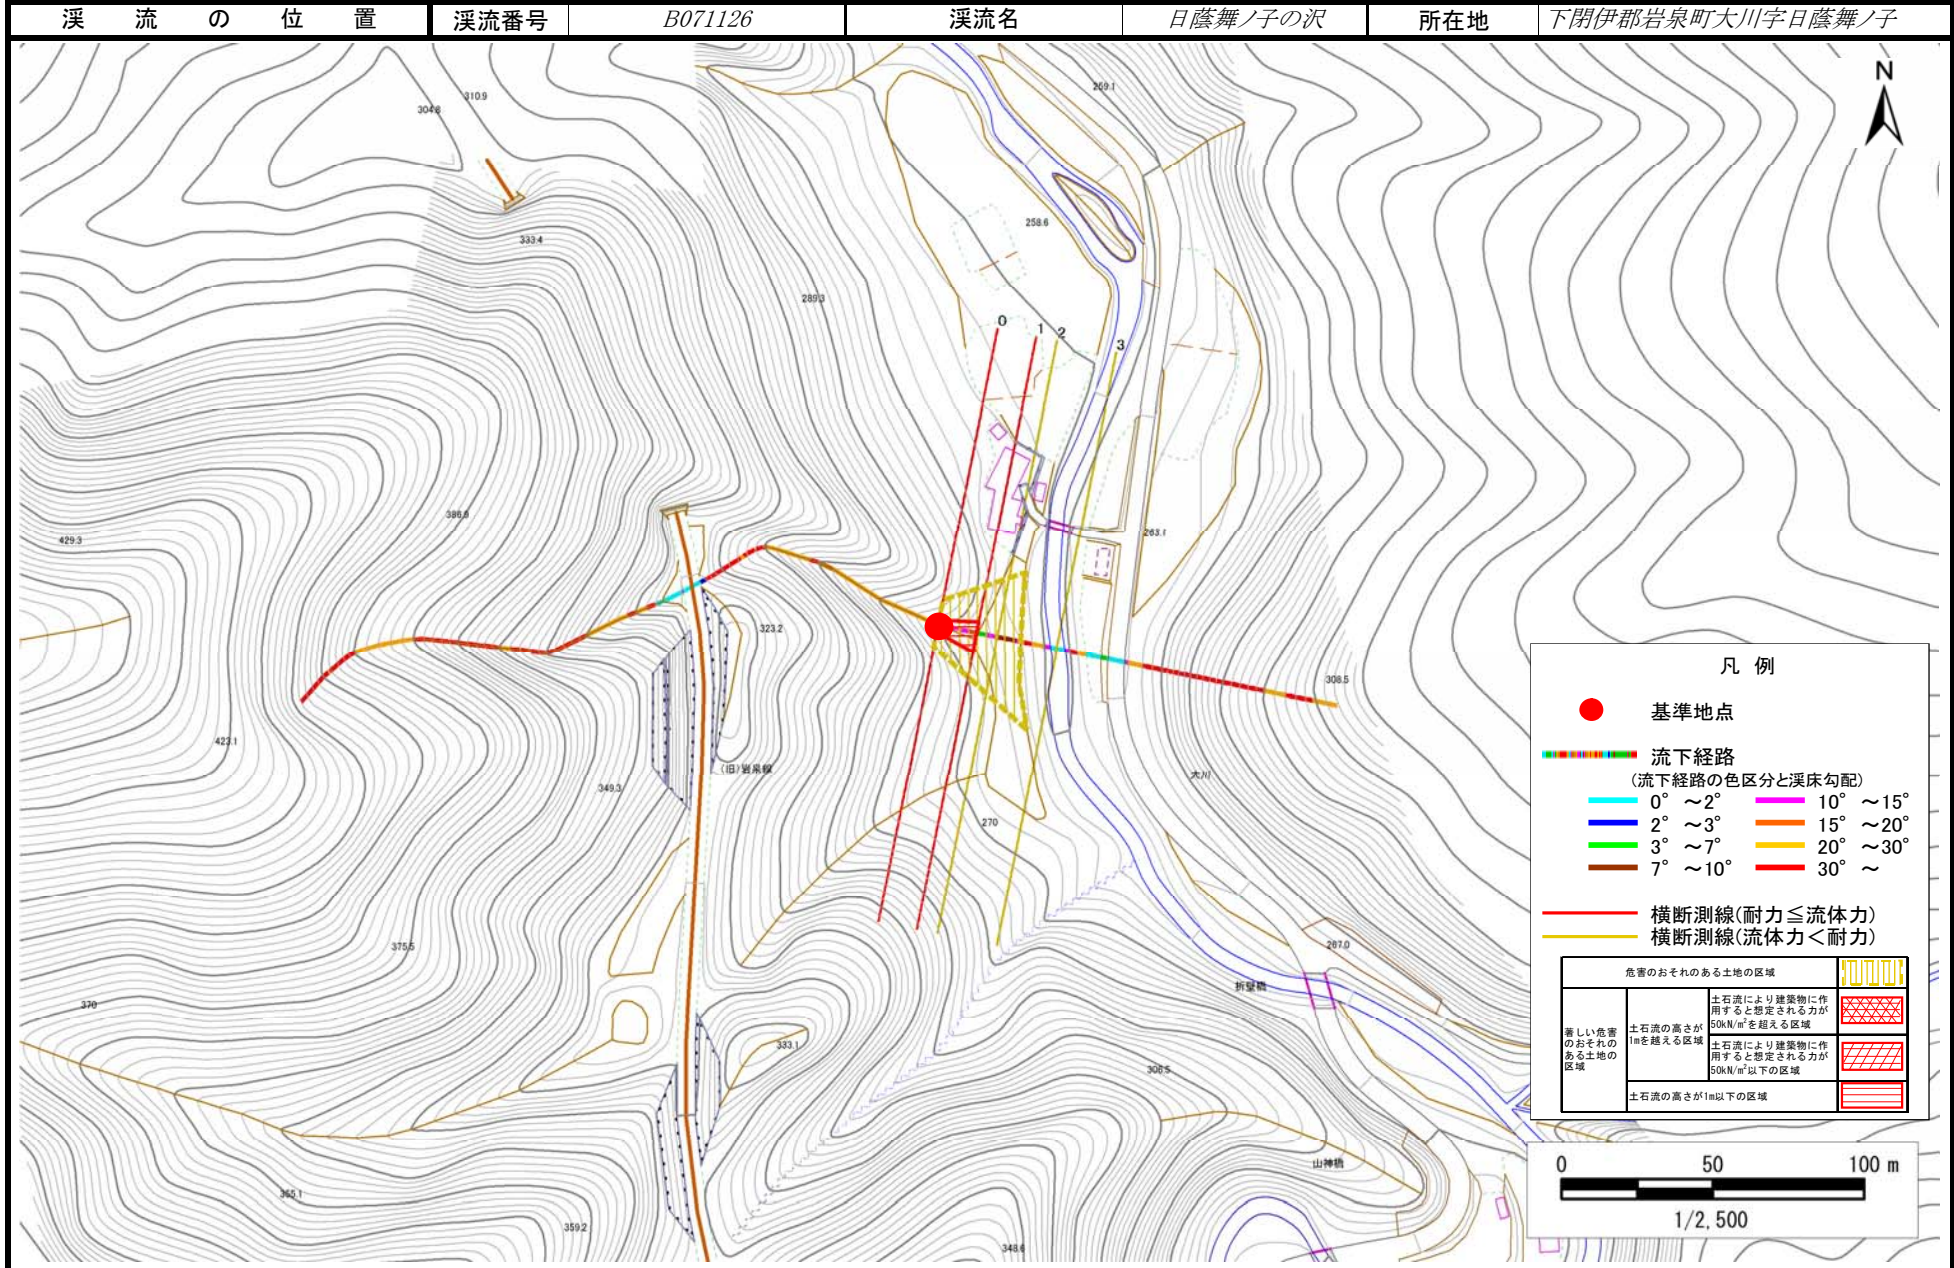 渓流の位置 渓流番号 B071126 渓流名 日蔭舞ノ子の沢 所在地 下閉伊郡岩泉町大川字日蔭舞ノ子
N
310.9
304.8
259.1
333.4
258.6
289.3
0
1
2
3
386.9
429.3
263.1
323.2
308.5
423.1
(旧)岩泉線
349.3
大川
270
375.5
267.0
折壁橋
370
333.1
306.5
山神橋
355.1
359.2
348.6
凡 例
基準地点
流下経路
(流下経路の色区分と渓床勾配)
0° ～2° 10° ～15°
2° ～3° 15° ～20°
3° ～7° 20° ～30°
7° ～10° 30° ～
横断測線(耐力≦流体力)
横断測線(流体力＜耐力)
危害のおそれのある土地の区域
著しい危害
のおそれの
ある土地の
区域
土石流の高さが
1mを越える区域
土石流により建築物に作
用すると想定される力が
50kN/m²を超える区域
土石流により建築物に作
用すると想定される力が
50kN/m²以下の区域
土石流の高さが1m以下の区域
0 50 100 m
1/2,500